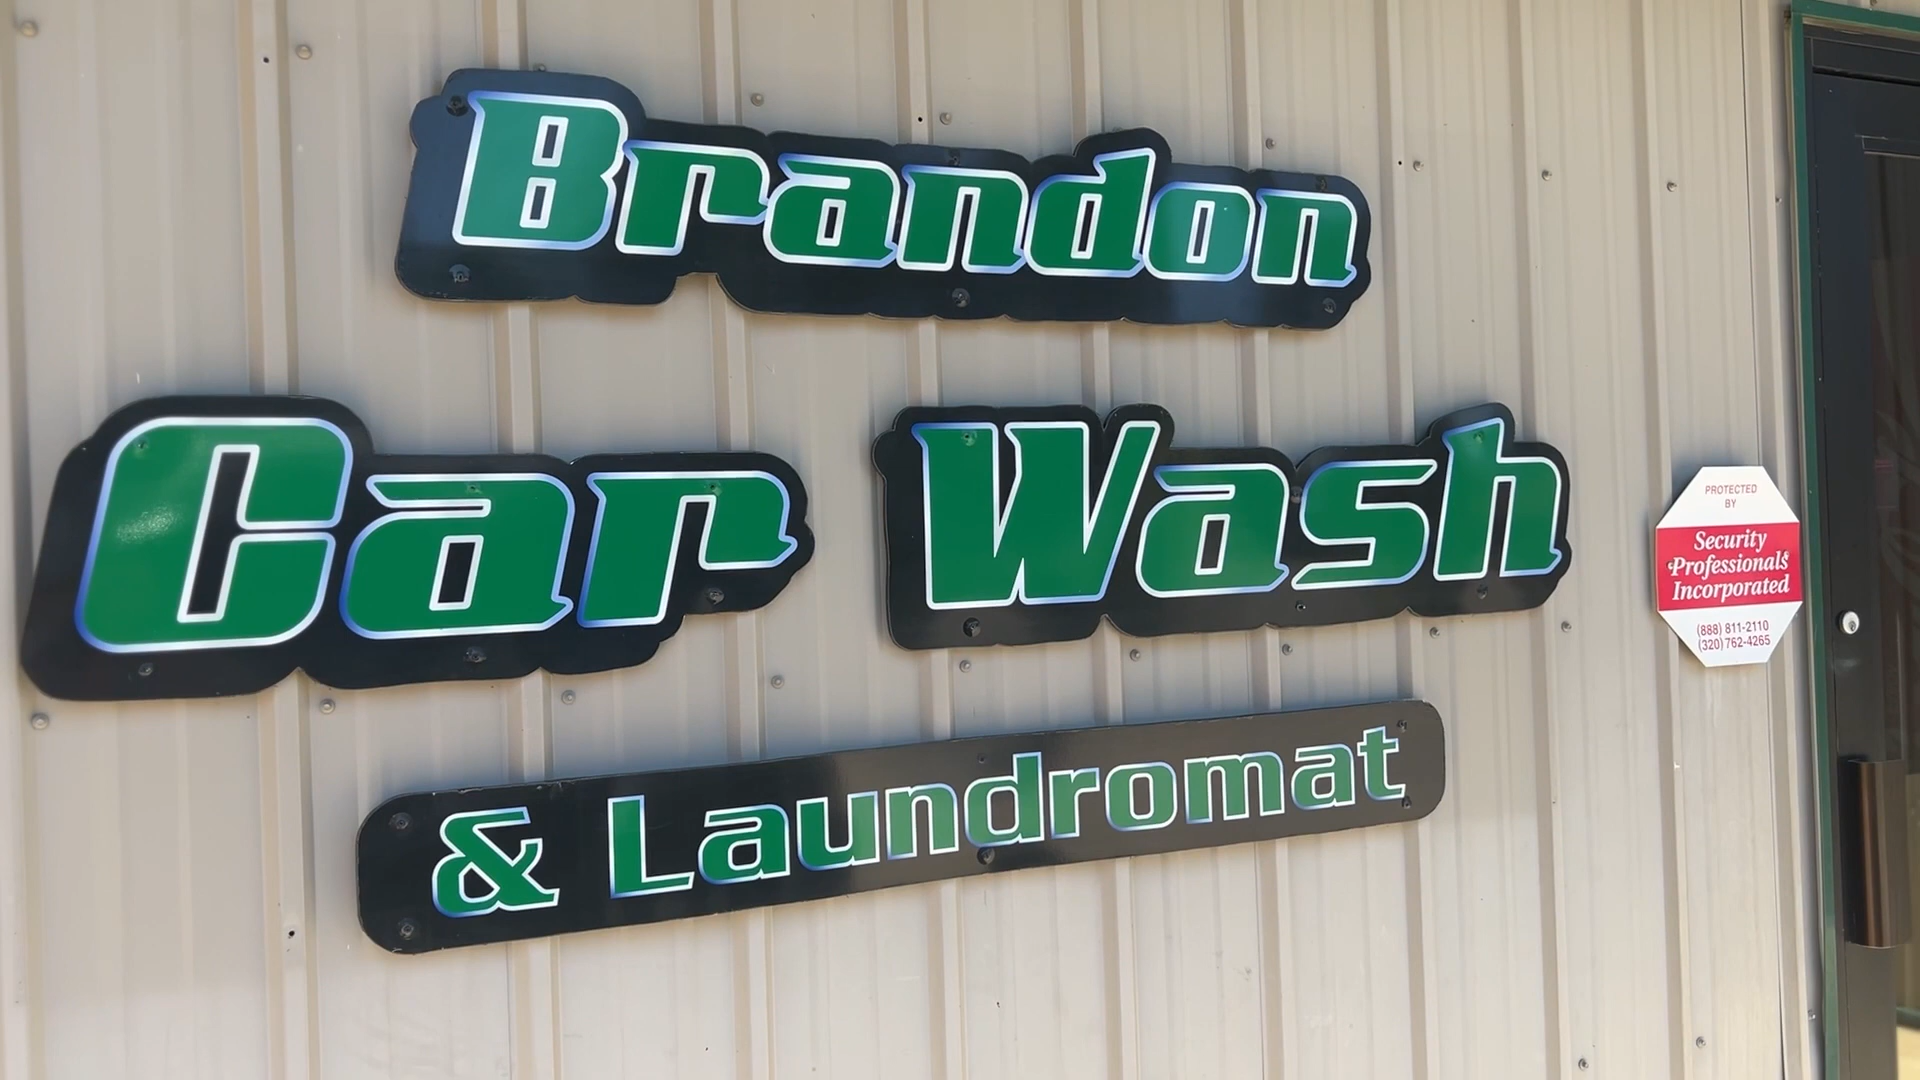 Brandon
Car Wash
& Laundromat
PROTECTED
BY
Security
Professionals
Incorporated
(888) 811-2110
(320) 762-4265